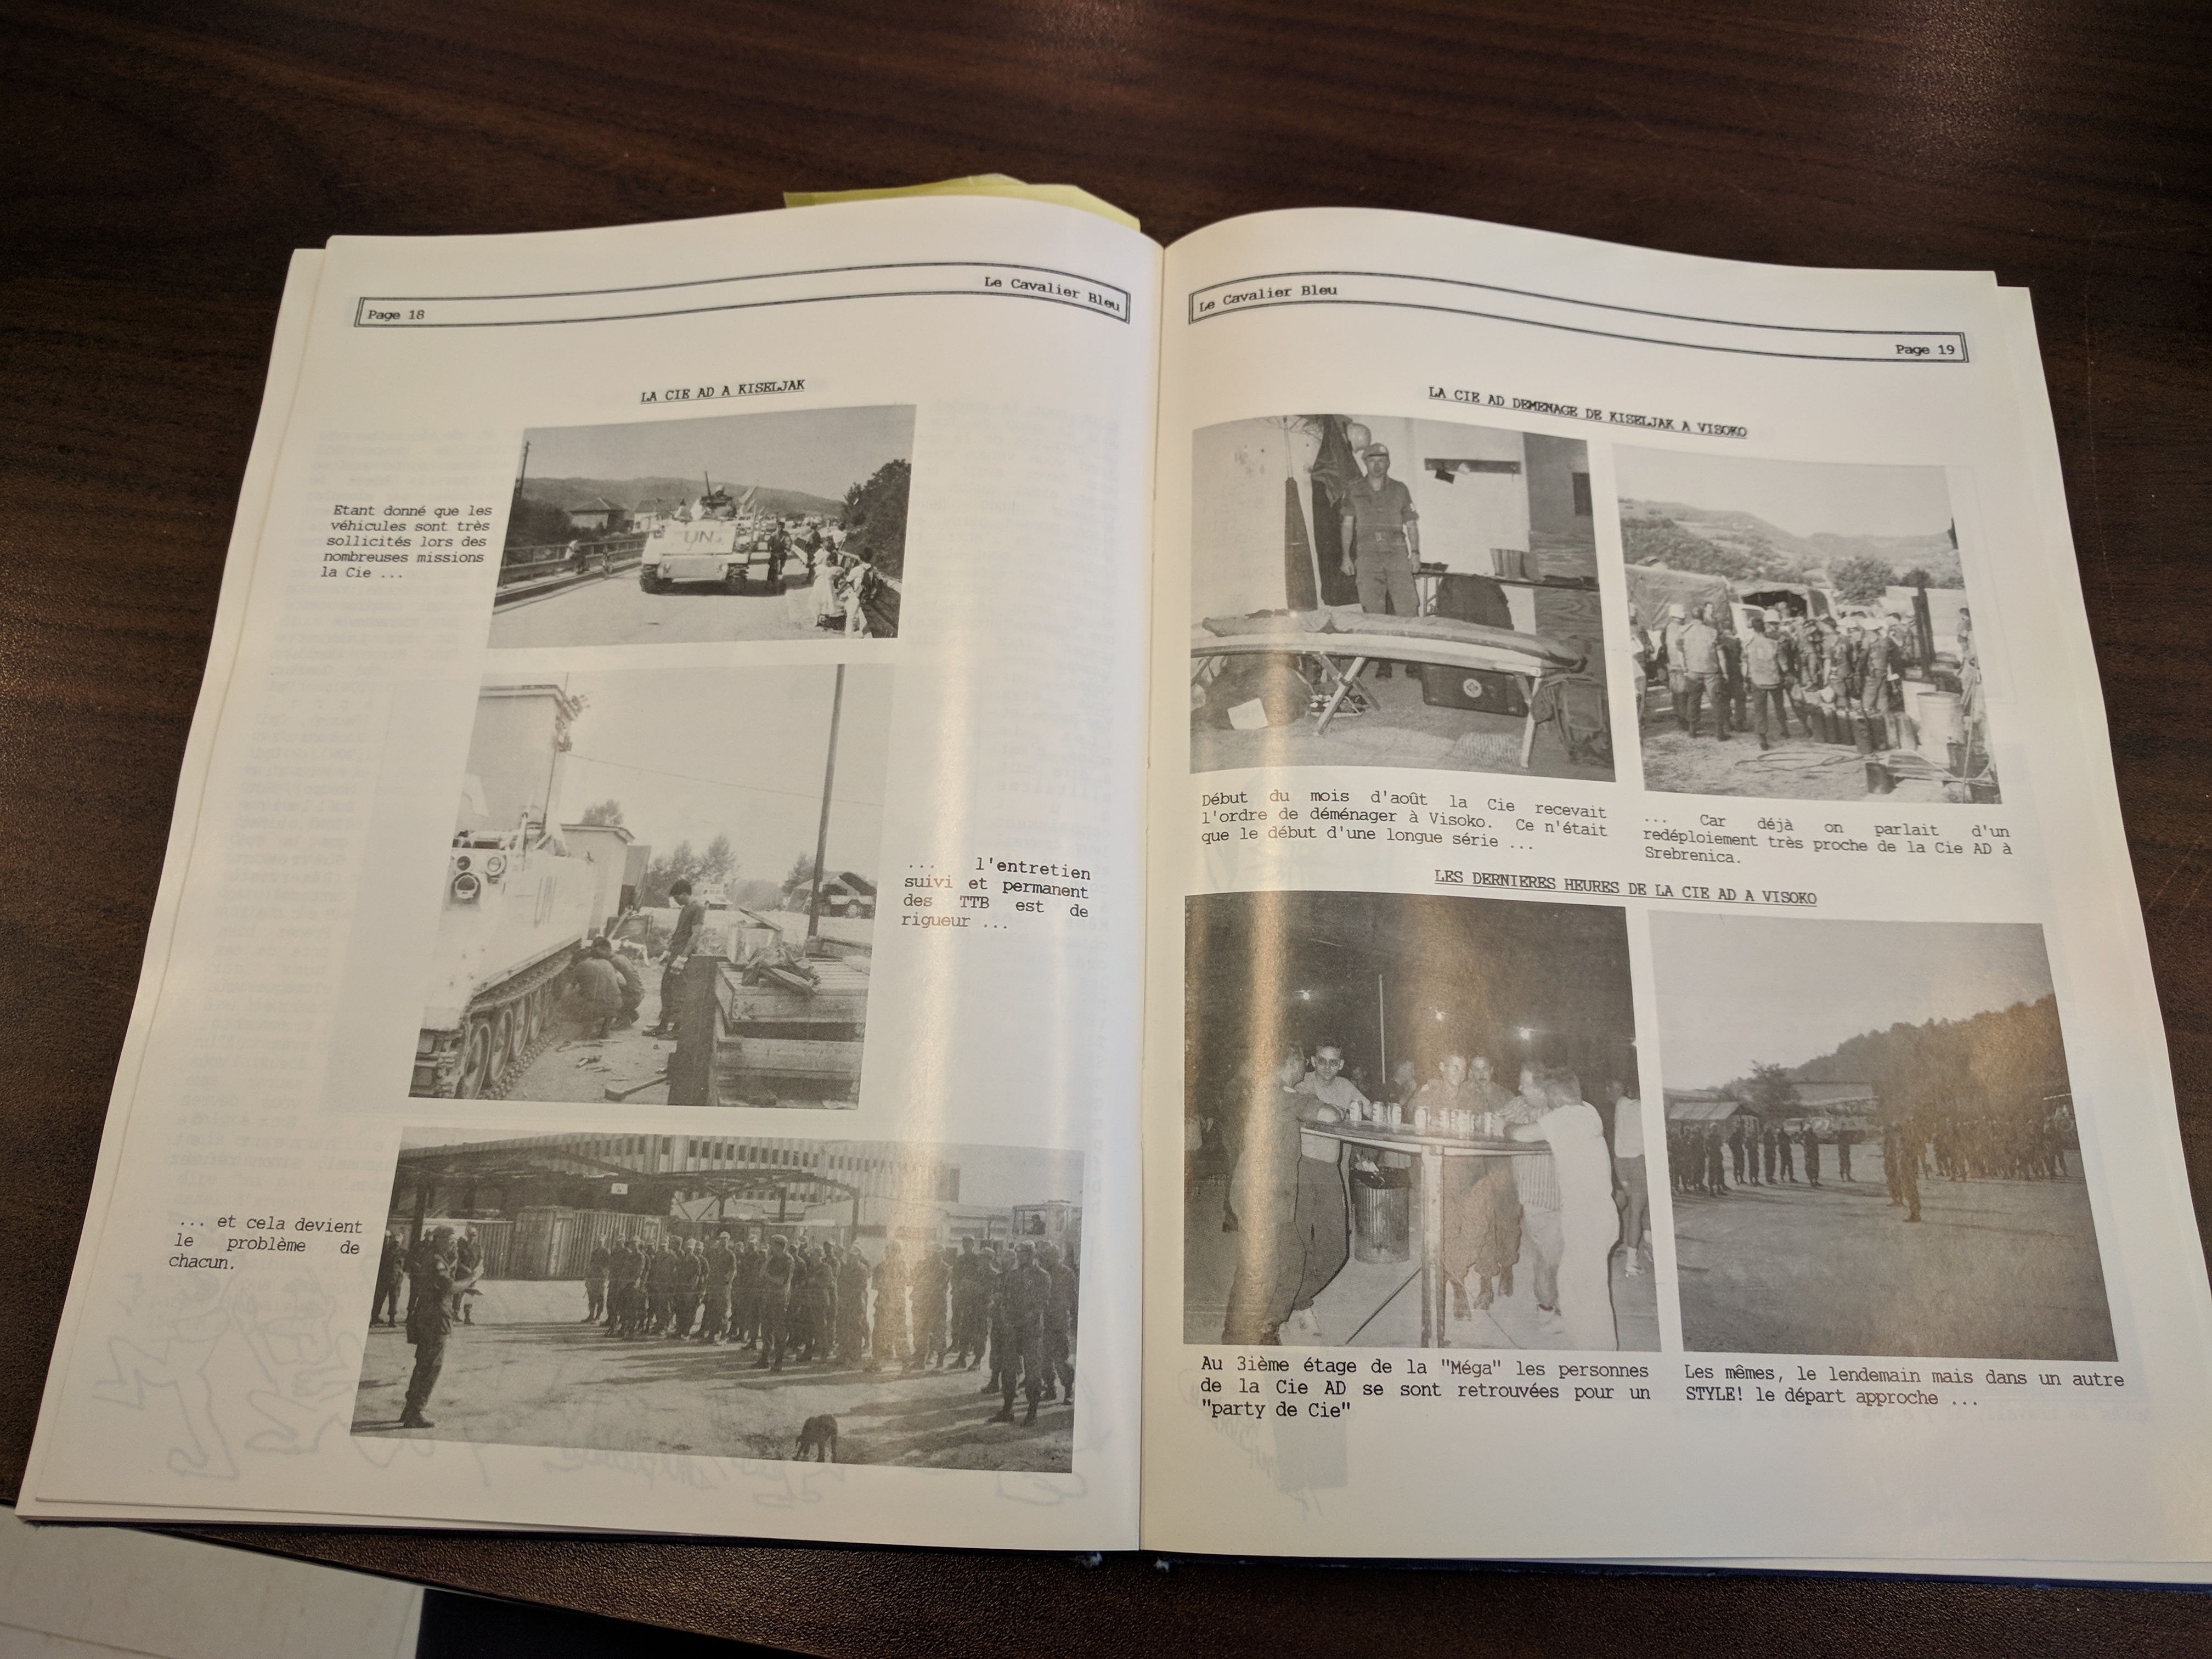 Page 18
Le Cavalier Bleu
LA CIE AD A KISELJAK
Etant donné que les
véhicules sont très
sollicités lors des
nombreuses missions
la Cie ...
UN
... l'entretien
suivi et permanent
des TTB est de
rigueur ...
... et cela devient
le problème de
chacun.
Le Cavalier Bleu
Page 19
LA CIE AD DEMENAGE DE KISELJAK A VISOKO
Début du mois d'août la Cie recevait
l'ordre de déménager à Visoko. Ce n'était
que le début d'une longue série ...
... Car déjà on parlait d'un
redéploiement très proche de la Cie AD à
Srebrenica.
LES DERNIERES HEURES DE LA CIE AD A VISOKO
Au 3ième étage de la "Méga" les personnes
de la Cie AD se sont retrouvées pour un
"party de Cie"
Les mêmes, le lendemain mais dans un autre
STYLE! le départ approche ...